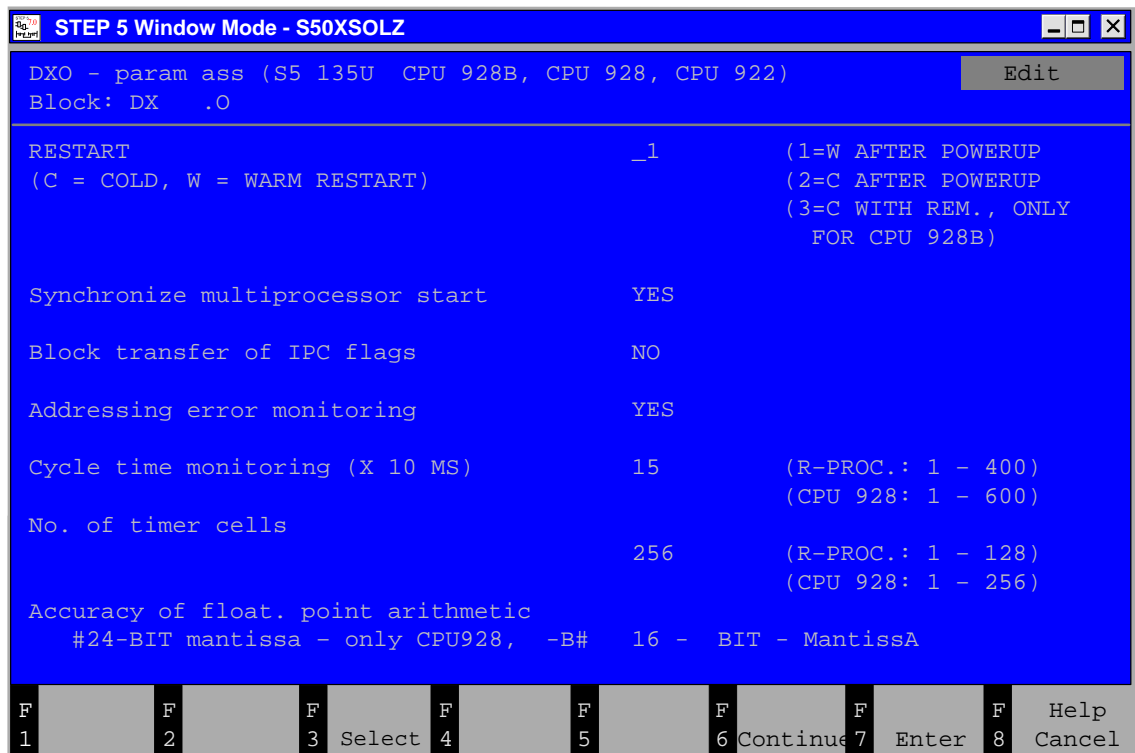 STEP 5 Window Mode - S50XSOLZ
DXO - param ass (S5 135U CPU 928B, CPU 928, CPU 922) Edit
Block: DX .O
RESTART _1 (1=W AFTER POWERUP
(C = COLD, W = WARM RESTART) (2=C AFTER POWERUP
(3=C WITH REM., ONLY
FOR CPU 928B)
Synchronize multiprocessor start YES
Block transfer of IPC flags NO
Addressing error monitoring YES
Cycle time monitoring (X 10 MS) 15 (R-PROC.: 1 - 400)
(CPU 928: 1 - 600)
No. of timer cells
256 (R-PROC.: 1 - 128)
(CPU 928: 1 - 256)
Accuracy of float. point arithmetic
#24-BIT mantissa - only CPU928, -B# 16 - BIT - MantissA
F F F F F F F F Help
1 2 3 Select 4 5 6 Continue 7 Enter 8 Cancel